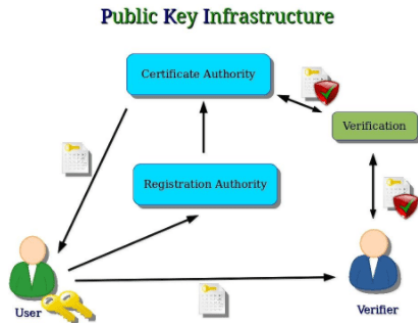 Public Key Infrastructure
Certificate Authority
Verification
Registration Authority
User
Verifier